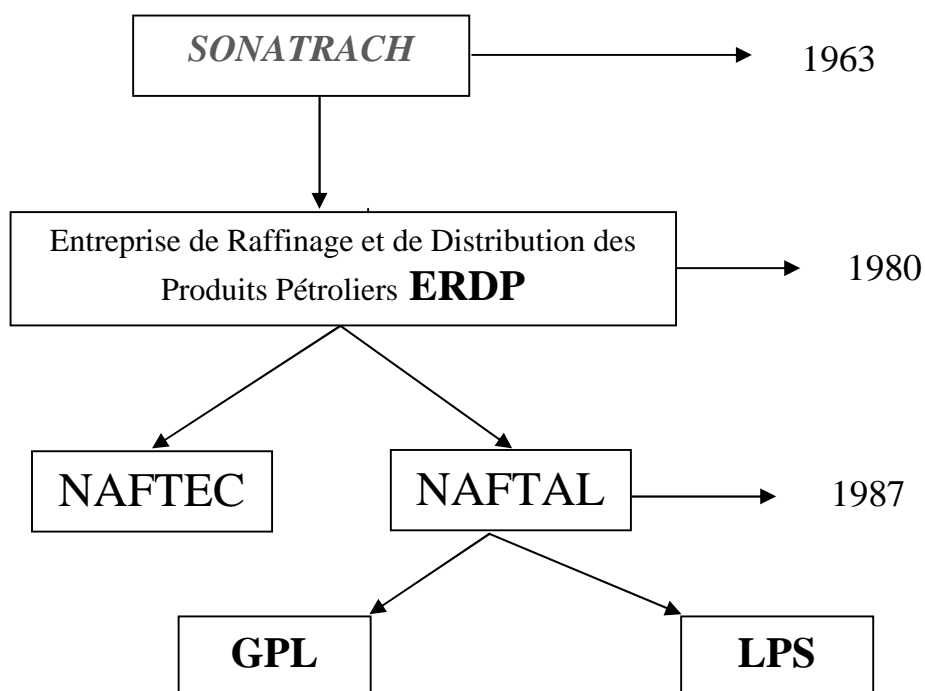 SONATRACH
1963
Entreprise de Raffinage et de Distribution des
Produits Pétroliers ERDP
1980
NAFTEC
NAFTAL
1987
GPL
LPS